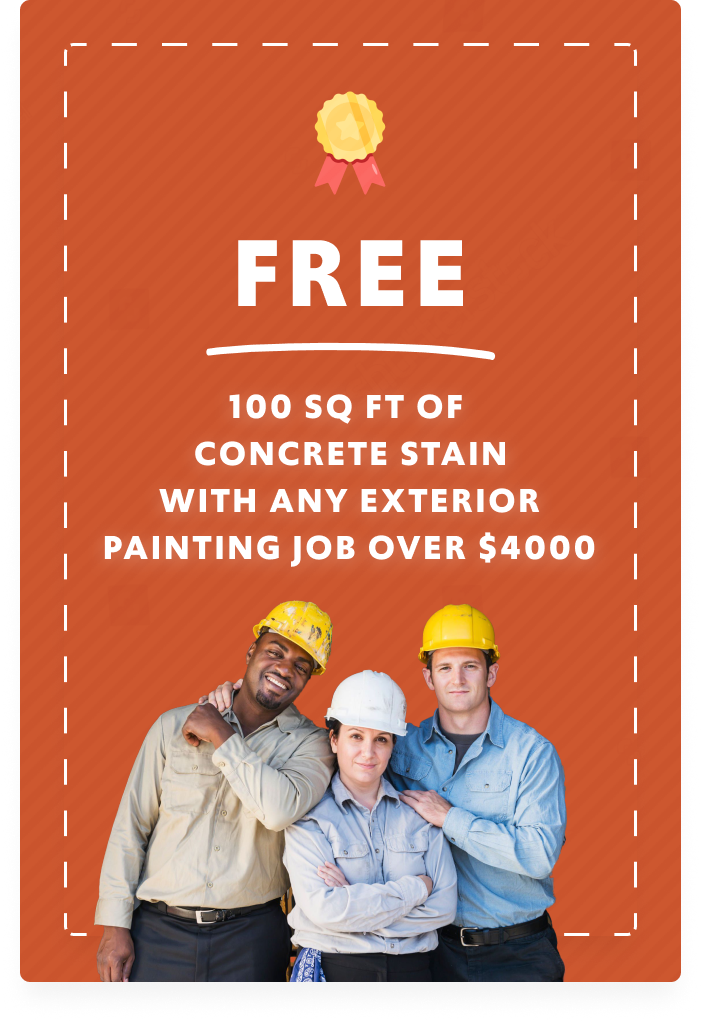 FREE
100 SQ FT OF
CONCRETE STAIN
WITH ANY EXTERIOR
PAINTING JOB OVER $4000